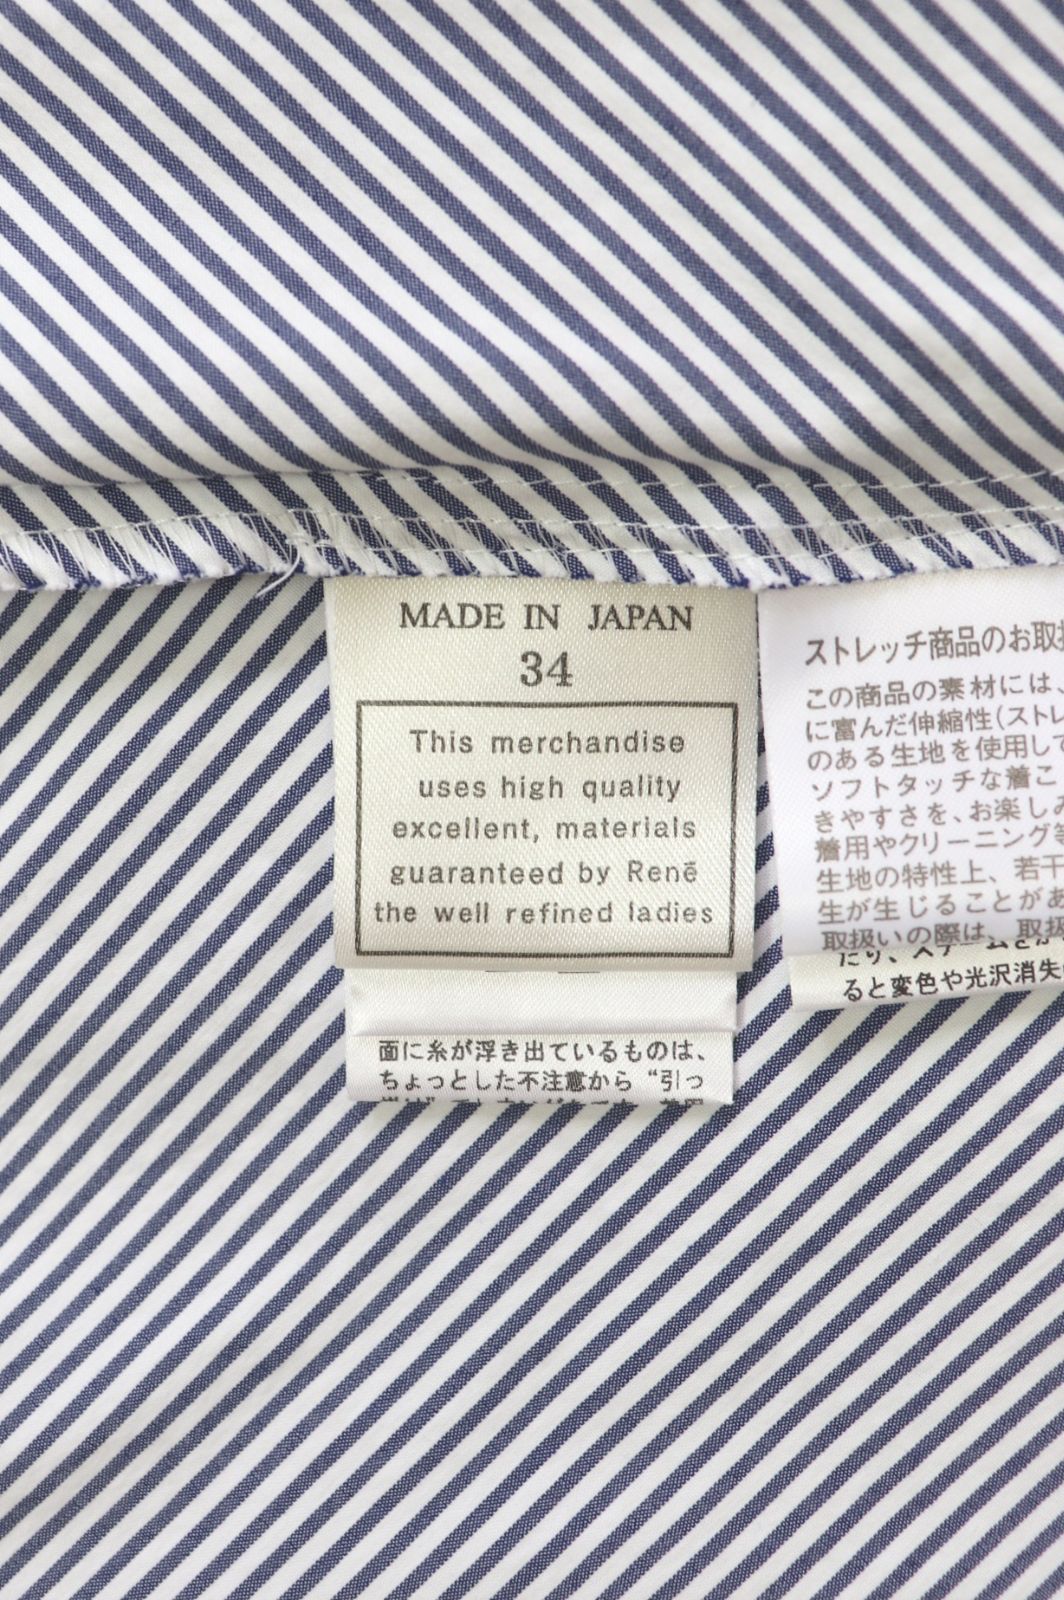 MADE IN JAPAN
34
This merchandise
uses high quality
excellent, materials
guaranteed by René
the well refined ladies
面に糸が浮き出ているものは、
ちょっとした不注意から “引っ
ストレッチ商品のお取
この商品の素材には、
に富んだ伸縮性(スト
のある生地を使用して
ソフトタッチな着こ
きやすさを、お楽し
着用やクリーニング
生地の特性上、若干
生が生じることがあ
取扱いの際は、取扱
ると変色や光沢消失